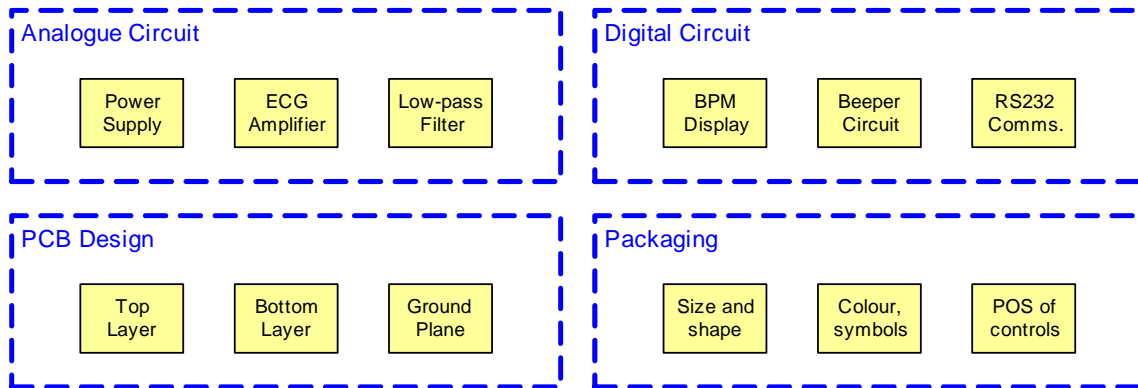 Analogue Circuit
Power
Supply
ECG
Amplifier
Low-pass
Filter
Digital Circuit
BPM
Display
Beeper
Circuit
RS232
Comms.
PCB Design
Top
Layer
Bottom
Layer
Ground
Plane
Packaging
Size and
shape
Colour,
symbols
POS of
controls